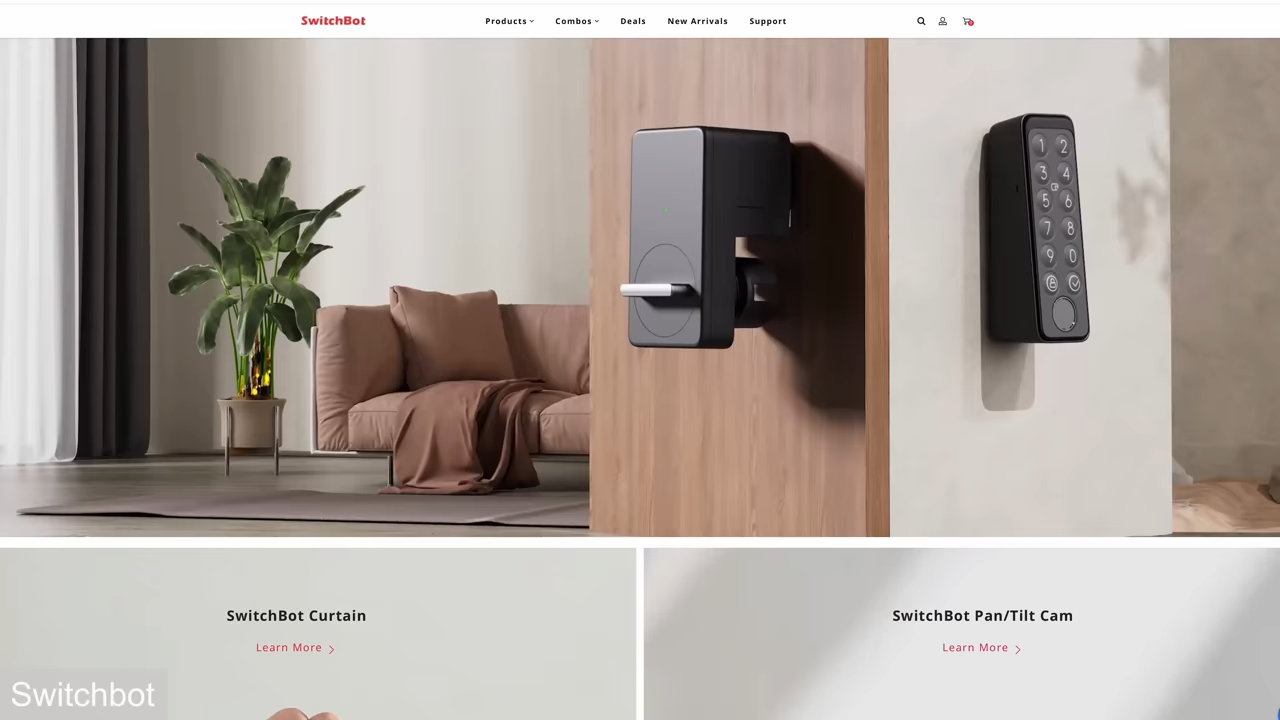 SwitchBot
Products
Combos
Deals
New Arrivals
Support
1 2
3 4
5 6
7 8
9 0
SwitchBot Curtain
Learn More
SwitchBot Pan/Tilt Cam
Learn More
Switchbot